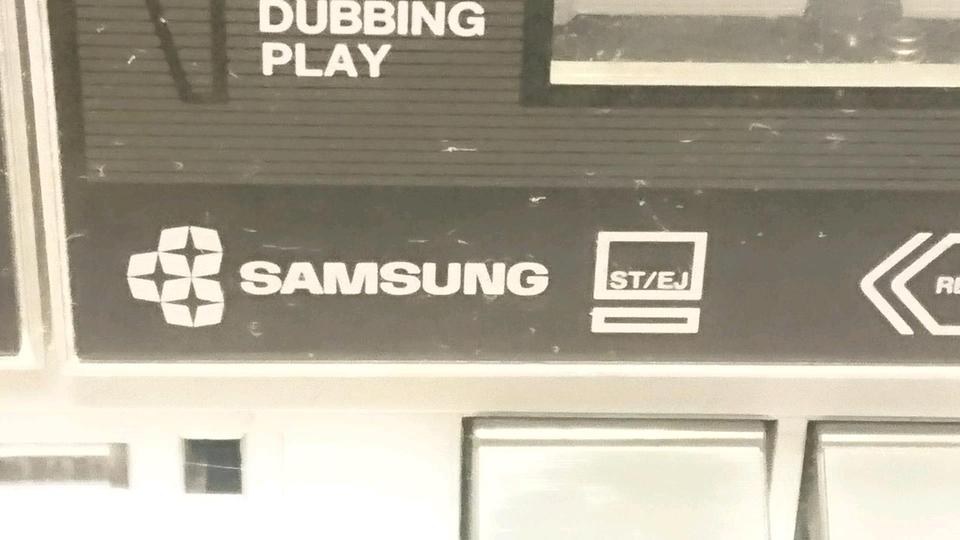 DUBBING
PLAY
SAMSUNG
ST/EJ